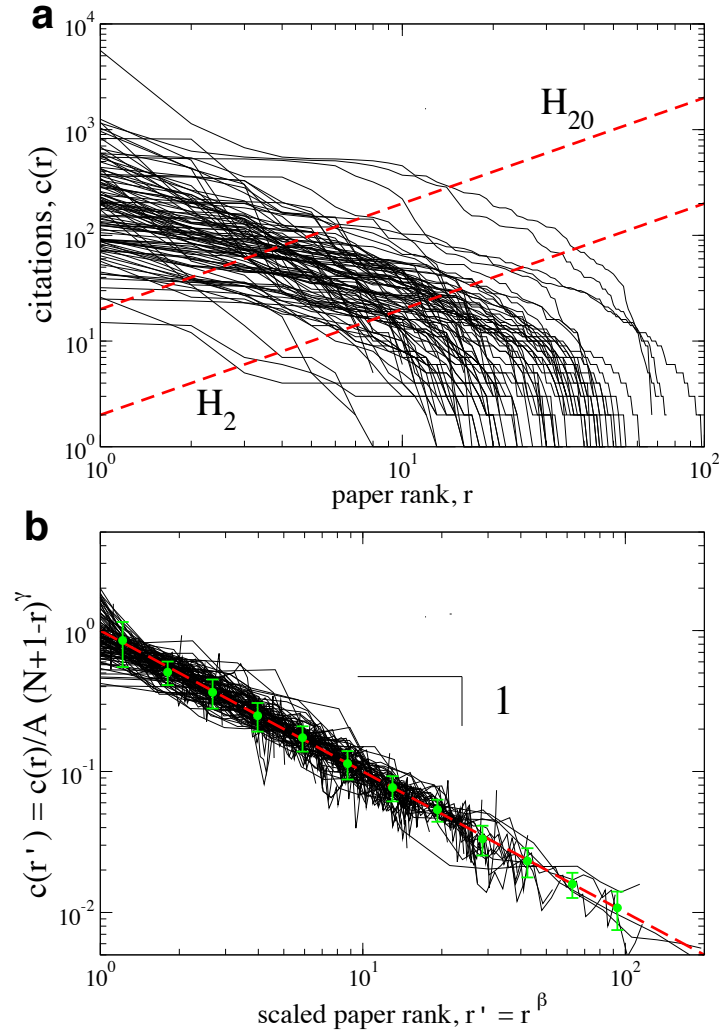 a
10^4
10^3
10^2
10^1
10^0
citations, c(r)
H_20
H_2
10^0
10^1
10^2
paper rank, r
b
10^0
10^-1
10^-2
c(r') = c(r)/A (N+1-r)^γ
1
10^0
10^1
10^2
scaled paper rank, r' = r^β